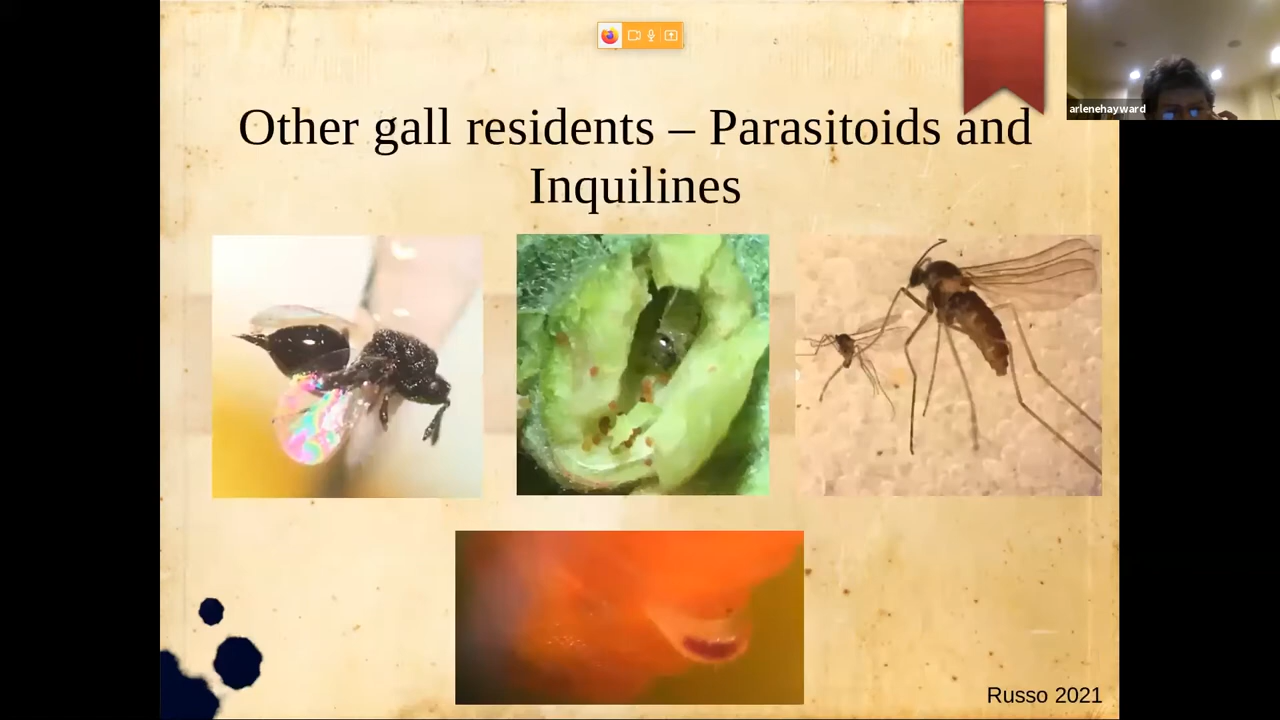 arlenehayward
Other gall residents – Parasitoids and
Inquilines
Russo 2021